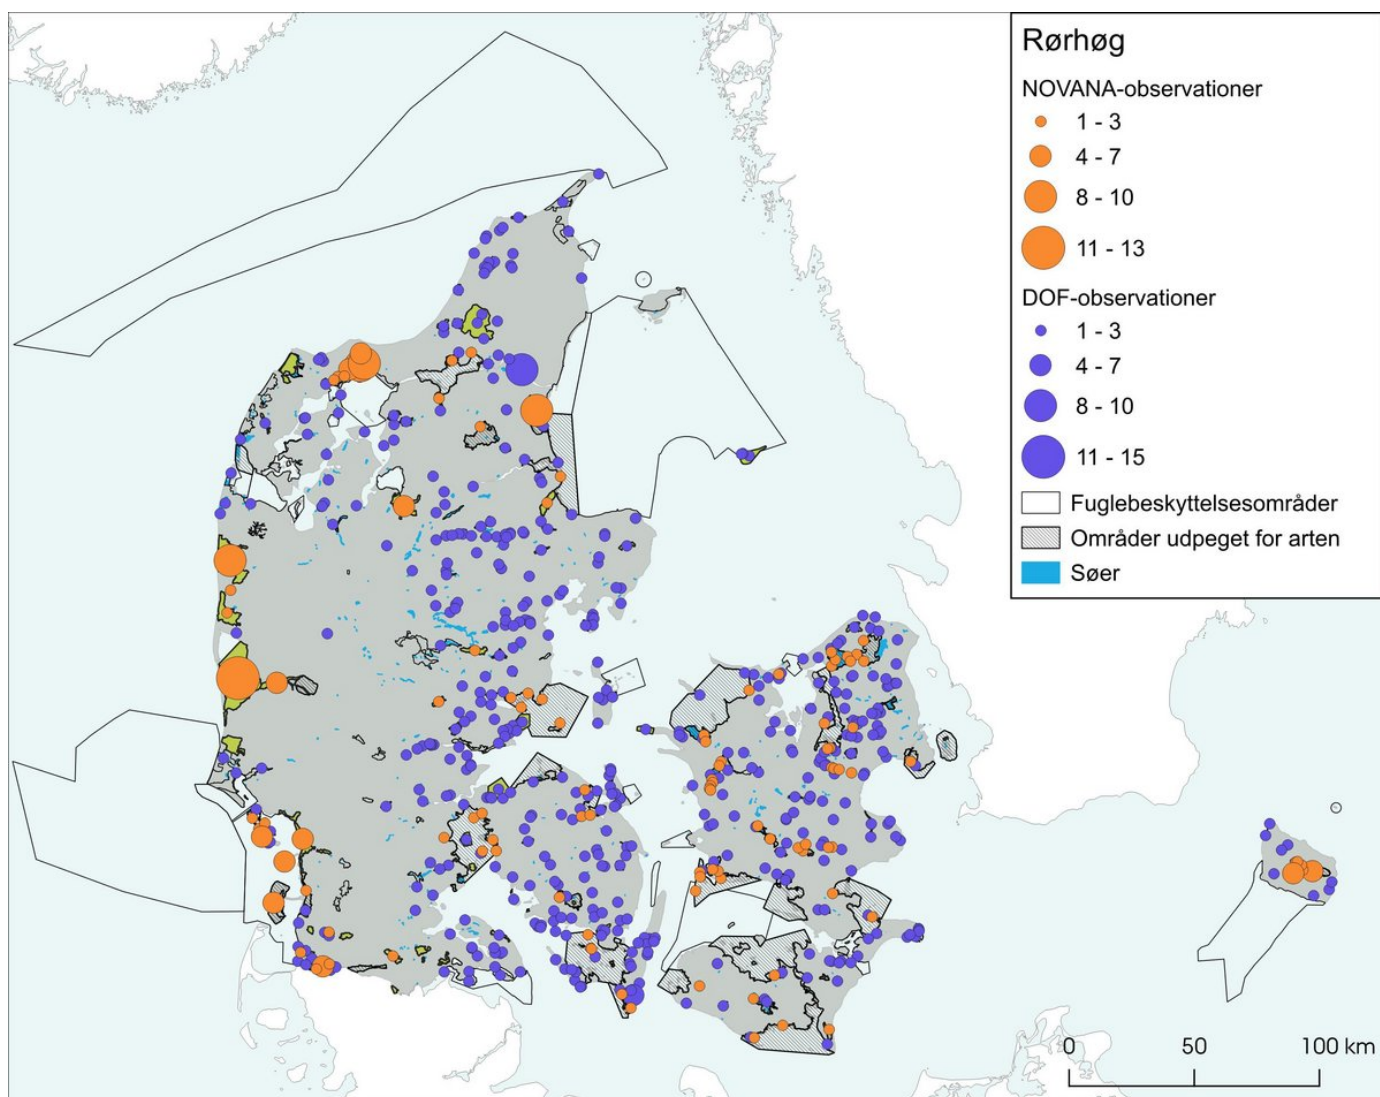 Rørhøg
NOVANA-observationer
1 - 3
4 - 7
8 - 10
11 - 13
DOF-observationer
1 - 3
4 - 7
8 - 10
11 - 15
Fuglebeskyttelsesområder
Områder udpeget for arten
Søer
0 50 100 km